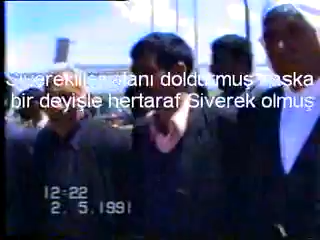 Siverekliler alanı doldurmuş başka
bir deyişle hertaraf Siverek olmuş
12:22
2. 5.1991